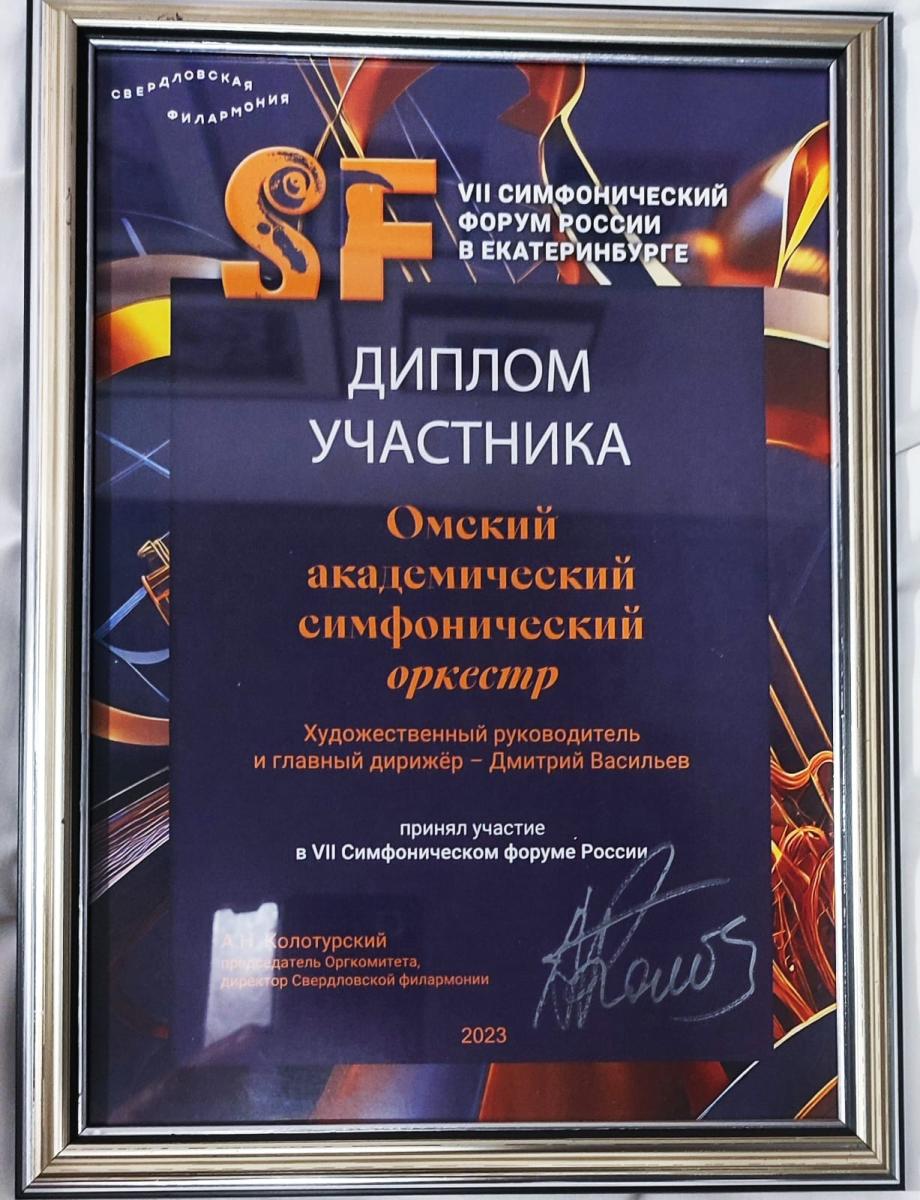 СВЕРДЛОВСКАЯ
ФИЛАРМОНИЯ
SF
VII СИМФОНИЧЕСКИЙ
ФОРУМ РОССИИ
В ЕКАТЕРИНБУРГЕ
ДИПЛОМ
УЧАСТНИКА
Омский
академический
симфонический
оркестр
Художественный руководитель
и главный дирижёр – Дмитрий Васильев
принял участие
в VII Симфоническом форуме России
А.Н. Колотурский
председатель Оргкомитета,
директор Свердловской филармонии
2023